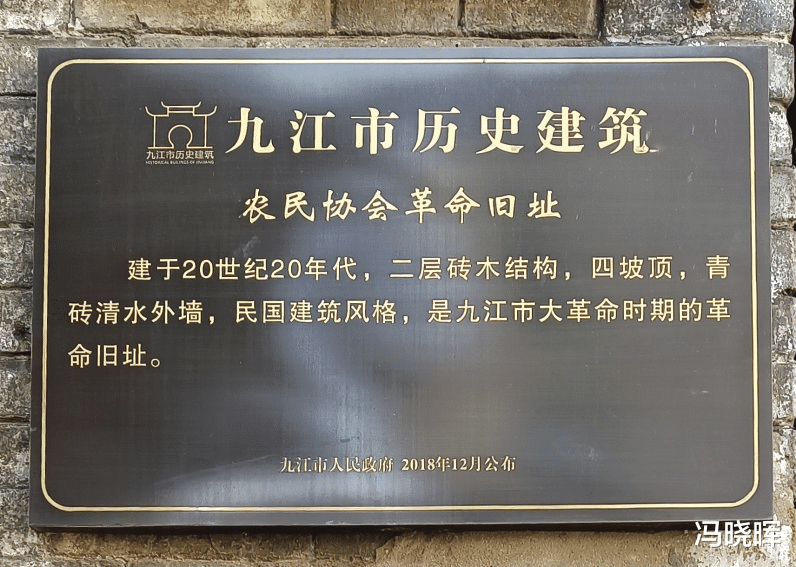 九江市历史建筑
九江市历史建筑
HISTORICAL BUILINGS OF JIUJIANG
农民协会革命旧址
建于20世纪20年代，二层砖木结构，四坡顶，青
砖清水外墙，民国建筑风格，是九江市大革命时期的革
命旧址。
九江市人民政府 2018年12月公布
冯晓晖